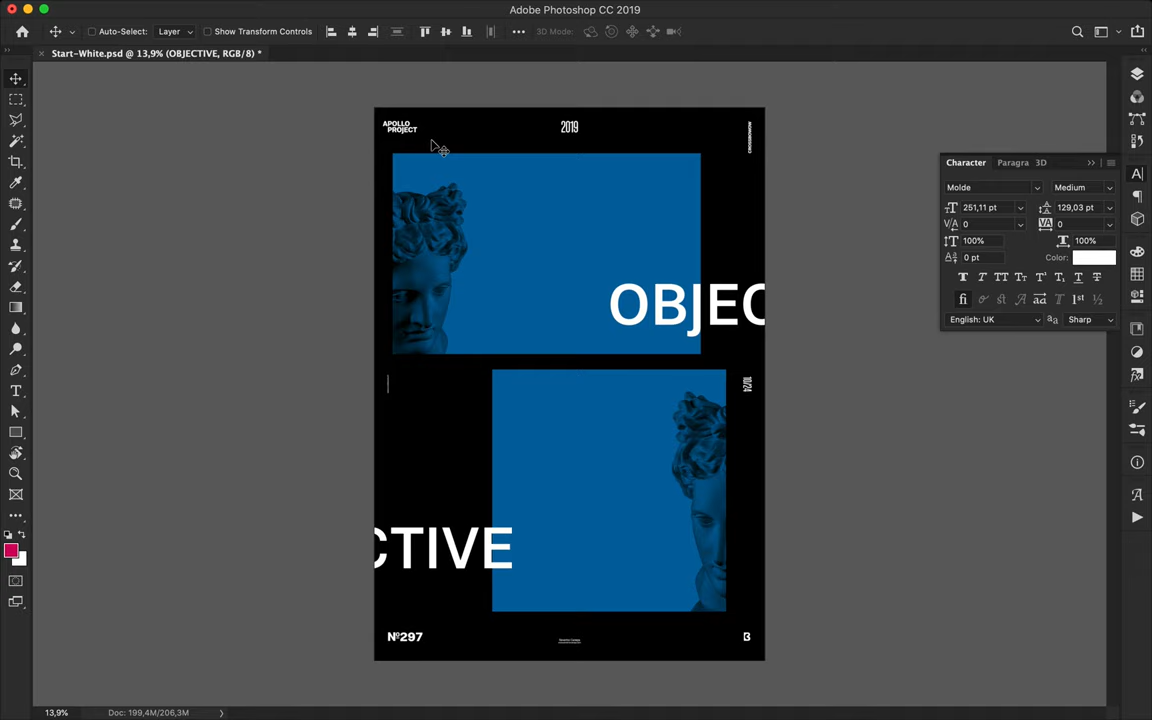 Adobe Photoshop CC 2019
Auto-Select:
Layer
Show Transform Controls
3D Mode:
Start-White.psd @ 13,9% (OBJECTIVE, RGB/8) *
APOLLO
PROJECT
2019
OBJEC
10/24
CTIVE
Nº297
Character
Paragra
3D
Molde
Medium
251,11 pt
129,03 pt
0
0
100%
100%
0 pt
Color:
English: UK
Sharp
13,9%
Doc: 199,4M/206,3M